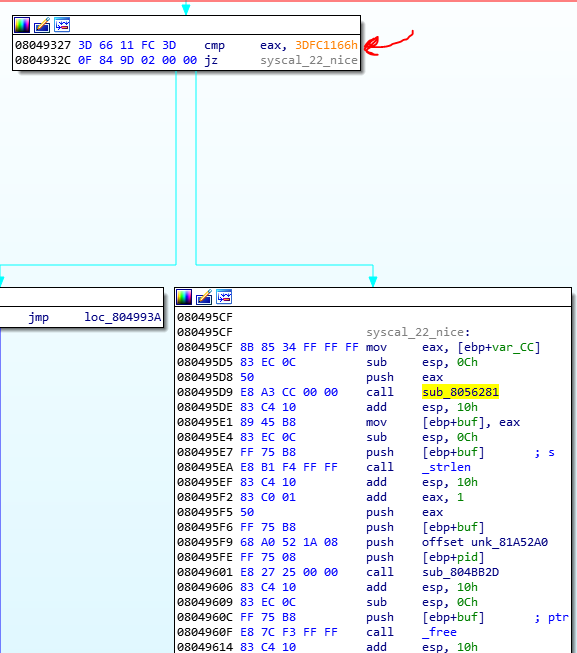 08049327 3D 66 11 FC 3D cmp eax, 3DFC1166h
0804932C 0F 84 9D 02 00 00 jz syscal_22_nice
jmp loc_804993A
080495CF
080495CF syscal_22_nice:
080495CF 8B 85 34 FF FF FF mov eax, [ebp+var_CC]
080495D5 83 EC 0C sub esp, 0Ch
080495D8 50 push eax
080495D9 E8 A3 CC 00 00 call sub_8056281
080495DE 83 C4 10 add esp, 10h
080495E1 89 45 B8 mov [ebp+buf], eax
080495E4 83 EC 0C sub esp, 0Ch
080495E7 FF 75 B8 push [ebp+buf] ; s
080495EA E8 B1 F4 FF FF call _strlen
080495EF 83 C4 10 add esp, 10h
080495F2 83 C0 01 add eax, 1
080495F5 50 push eax
080495F6 FF 75 B8 push [ebp+buf]
080495F9 68 A0 52 1A 08 push offset unk_81A52A0
080495FE FF 75 08 push [ebp+pid]
08049601 E8 27 25 00 00 call sub_804BB2D
08049606 83 C4 10 add esp, 10h
08049609 83 EC 0C sub esp, 0Ch
0804960C FF 75 B8 push [ebp+buf] ; ptr
0804960F E8 7C F3 FF FF call _free
08049614 83 C4 10 add esp, 10h